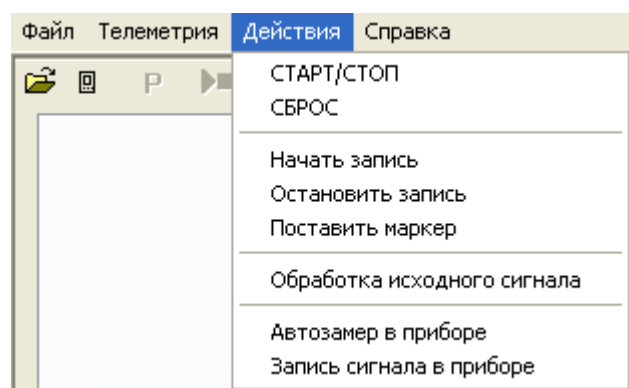 Файл Телеметрия Действия Справка
P
СТАРТ/СТОП
СБРОС
Начать запись
Остановить запись
Поставить маркер
Обработка исходного сигнала
Автозамер в приборе
Запись сигнала в приборе